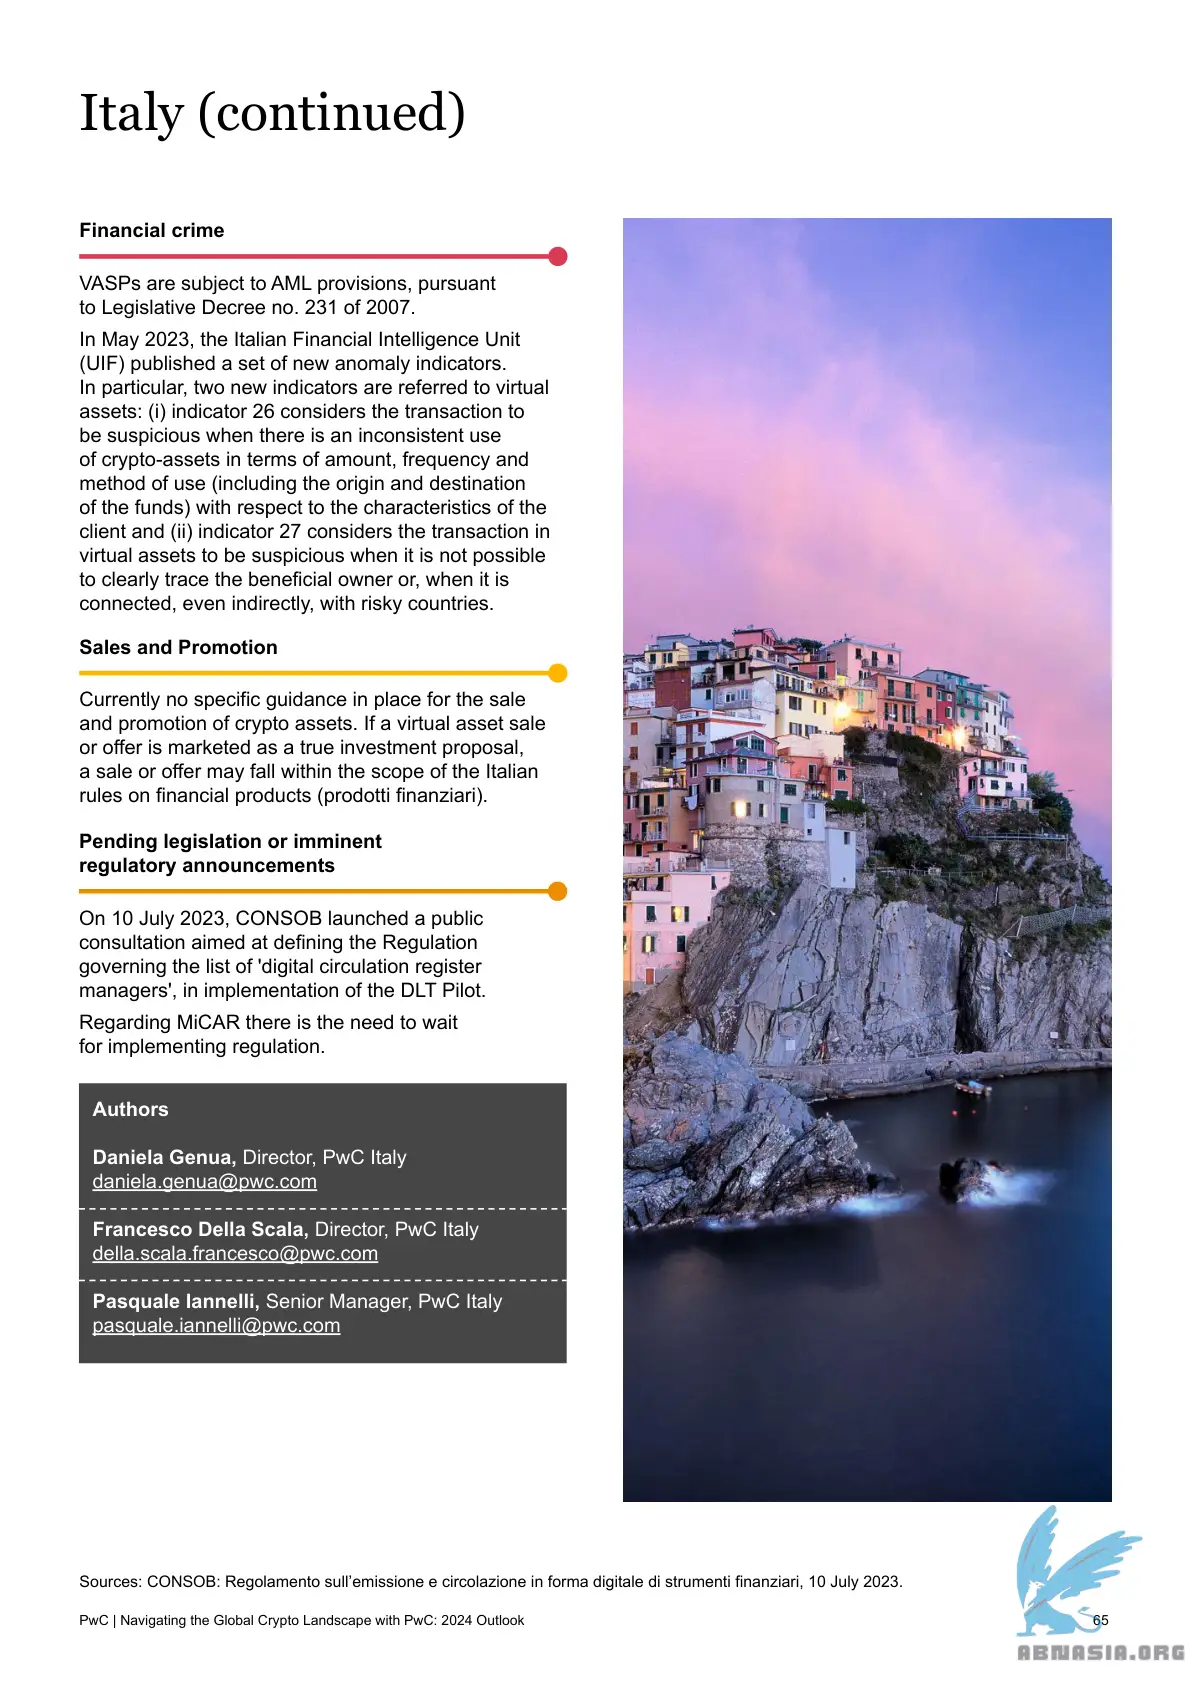 Italy (continued)
Financial crime
VASPs are subject to AML provisions, pursuant
to Legislative Decree no. 231 of 2007.
In May 2023, the Italian Financial Intelligence Unit
(UIF) published a set of new anomaly indicators.
In particular, two new indicators are referred to virtual
assets: (i) indicator 26 considers the transaction to
be suspicious when there is an inconsistent use
of crypto-assets in terms of amount, frequency and
method of use (including the origin and destination
of the funds) with respect to the characteristics of the
client and (ii) indicator 27 considers the transaction in
virtual assets to be suspicious when it is not possible
to clearly trace the beneficial owner or, when it is
connected, even indirectly, with risky countries.
Sales and Promotion
Currently no specific guidance in place for the sale
and promotion of crypto assets. If a virtual asset sale
or offer is marketed as a true investment proposal,
a sale or offer may fall within the scope of the Italian
rules on financial products (prodotti finanziari).
Pending legislation or imminent
regulatory announcements
On 10 July 2023, CONSOB launched a public
consultation aimed at defining the Regulation
governing the list of 'digital circulation register
managers', in implementation of the DLT Pilot.
Regarding MiCAR there is the need to wait
for implementing regulation.
Authors
Daniela Genua, Director, PwC Italy
daniela.genua@pwc.com
Francesco Della Scala, Director, PwC Italy
della.scala.francesco@pwc.com
Pasquale Iannelli, Senior Manager, PwC Italy
pasquale.iannelli@pwc.com
Sources: CONSOB: Regolamento sull’emissione e circolazione in forma digitale di strumenti finanziari, 10 July 2023.
PwC | Navigating the Global Crypto Landscape with PwC: 2024 Outlook
65
ABNASIA.ORG